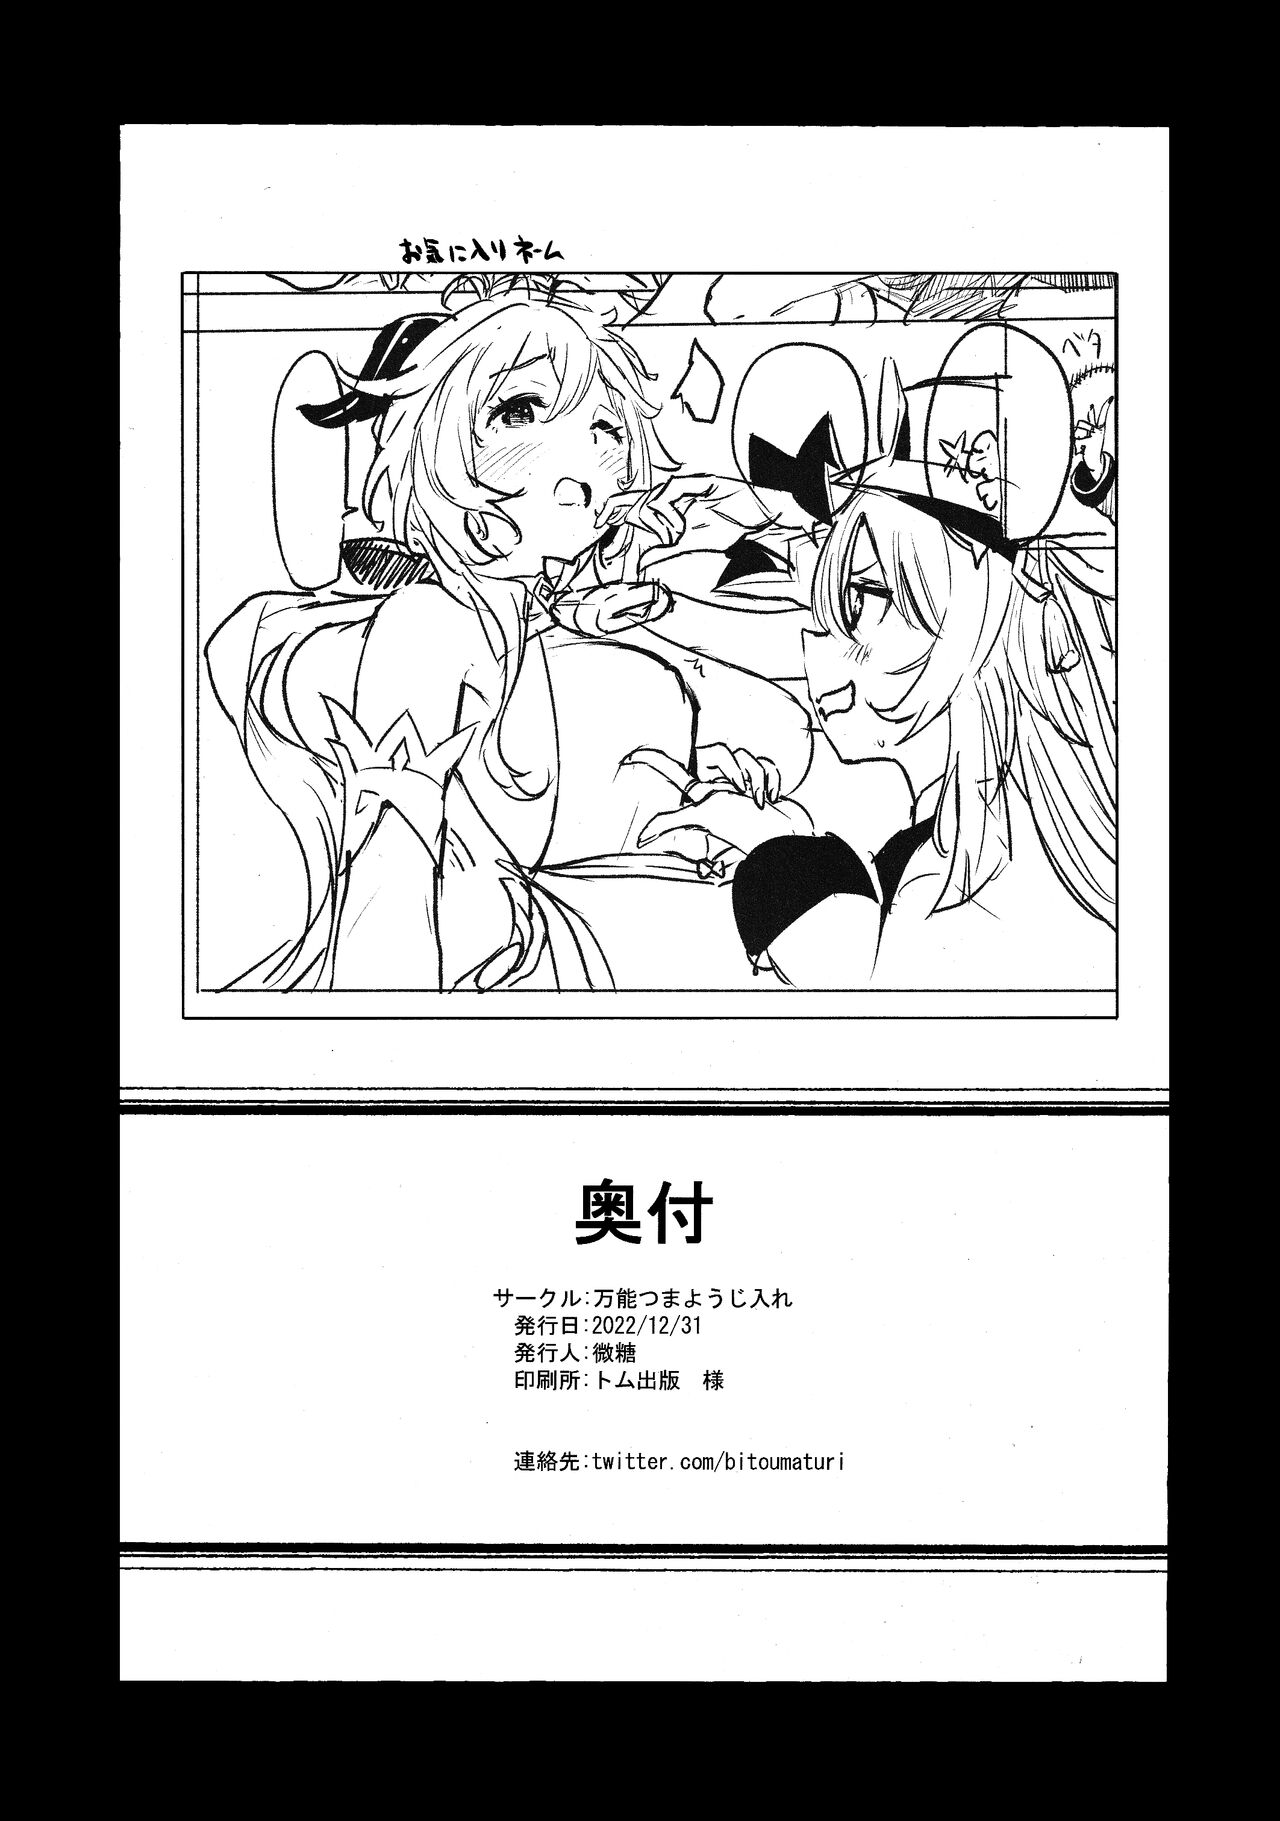 お気に入りネーム
ベタ
奥付
サークル:万能つまようじ入れ
発行日:2022/12/31
発行人:微糖
印刷所:トム出版　様
連絡先:twitter.com/bitoumaturi